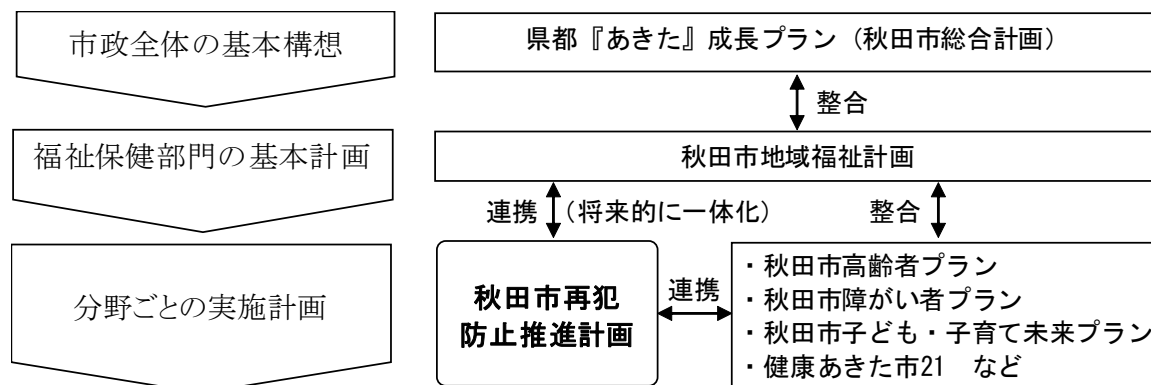 市政全体の基本構想
県都『あきた』成長プラン（秋田市総合計画）
整合
福祉保健部門の基本計画
秋田市地域福祉計画
連携 （将来的に一体化） 整合
分野ごとの実施計画
秋田市再犯
防止推進計画
連携
・秋田市高齢者プラン
・秋田市障がい者プラン
・秋田市子ども・子育て未来プラン
・健康あきた市21　など